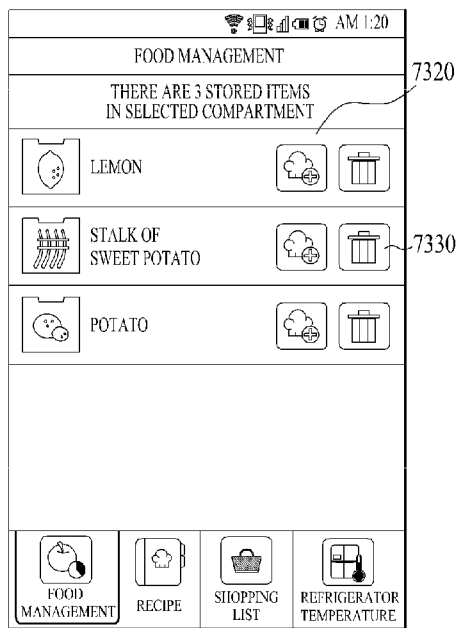 AM 1:20
FOOD MANAGEMENT
THERE ARE 3 STORED ITEMS
IN SELECTED COMPARTMENT
7320
LEMON
STALK OF
SWEET POTATO
7330
POTATO
FOOD
MANAGEMENT
RECIPE
SHOPPING
LIST
REFRIGERATOR
TEMPERATURE